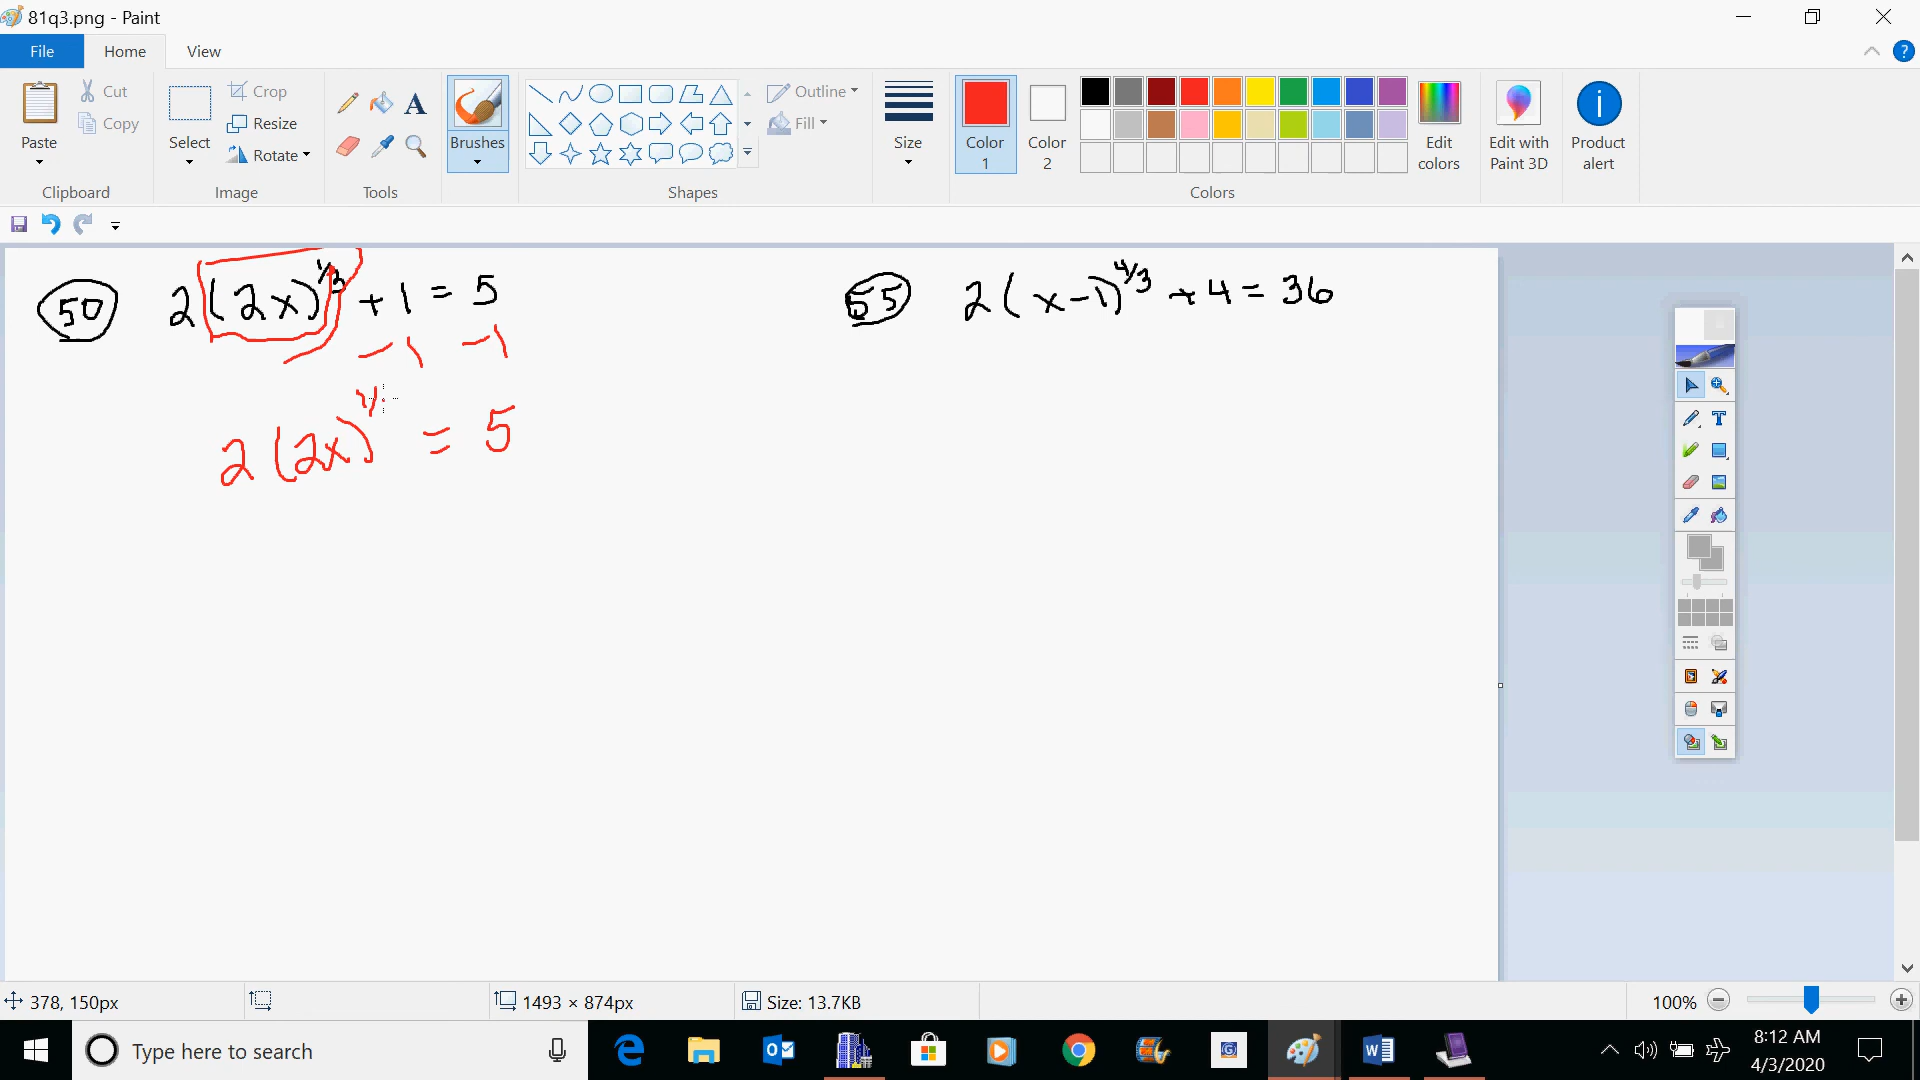 81q3.png - Paint
File Home View
Paste
Cut
Copy
Clipboard
Select
Crop
Resize
Rotate
Image
Tools
Brushes
Shapes
Outline
Fill
Size
Color 1
Color 2
Colors
Edit colors
Edit with Paint 3D
Product alert
50 2(2x)^1/3 + 1 = 5
-1 -1
2(2x)^1/ = 5
55 2(x-1)^4/3 + 4 = 36
378, 150px
1493 × 874px
Size: 13.7KB
100%
Type here to search
8:12 AM
4/3/2020